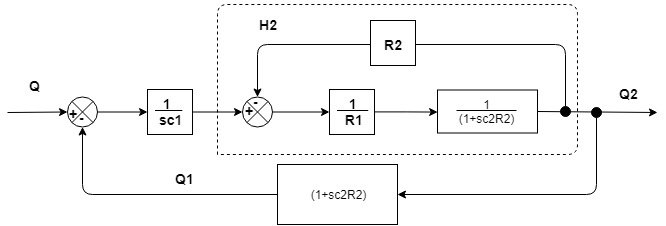 H2
R2
Q
Q2
+
-
1
sc1
+
-
1
R1
1
(1+sc2R2)
Q1
(1+sc2R2)